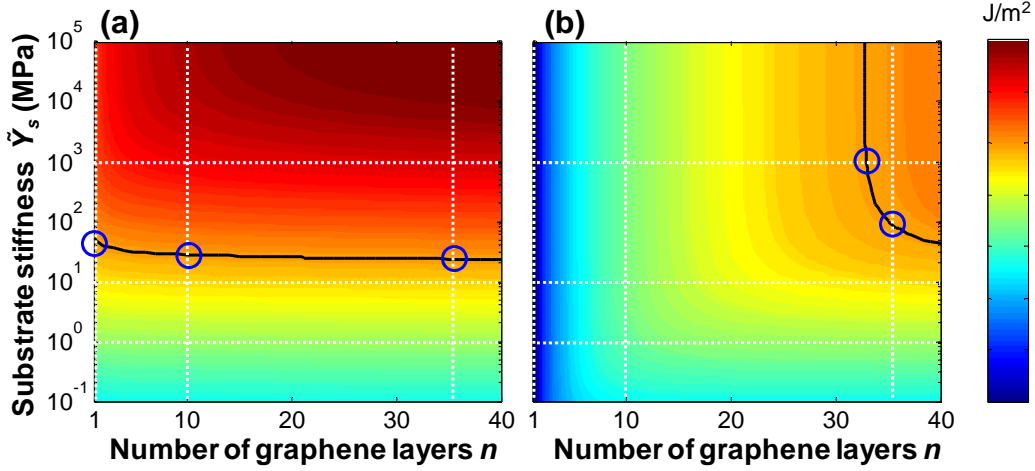 (a)
(b)
J/m²
Substrate stiffness Ỹₛ (MPa)
10⁵
10⁴
10³
10²
10¹
10⁰
10⁻¹
1 10 20 30 40
1 10 20 30 40
Number of graphene layers n
Number of graphene layers n